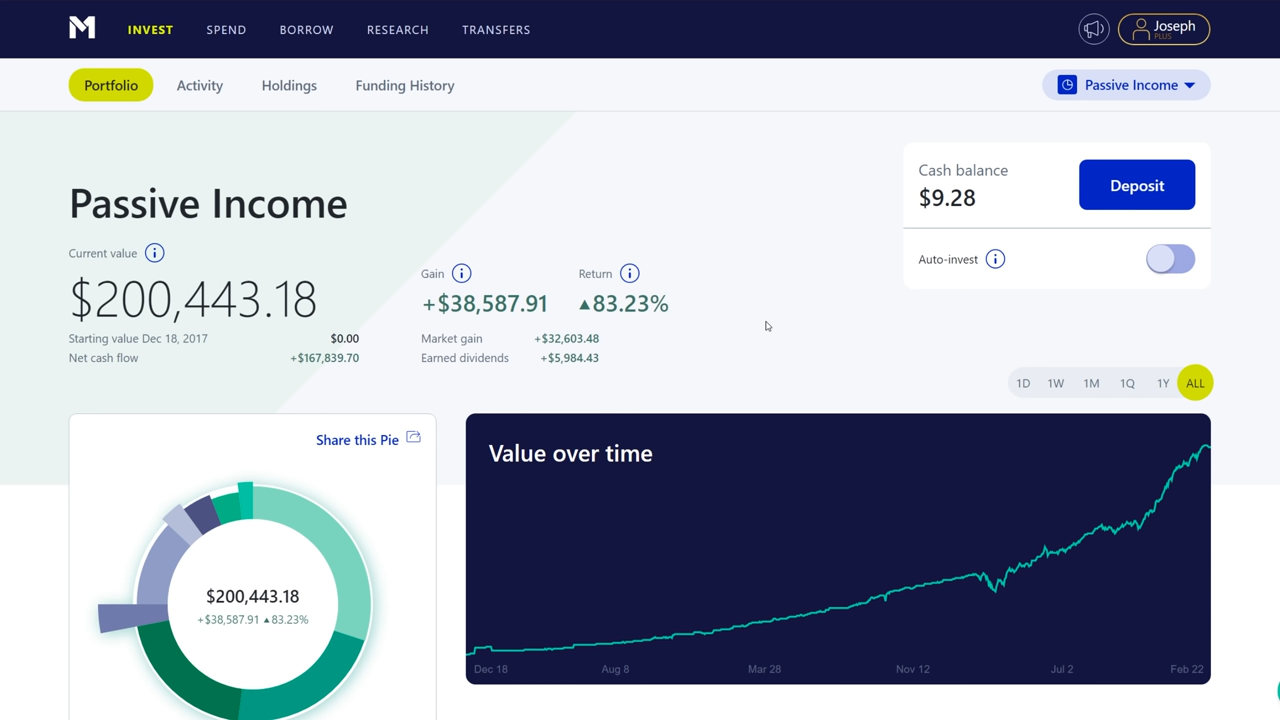 M INVEST SPEND BORROW RESEARCH TRANSFERS Joseph
PLUS
Portfolio Activity Holdings Funding History Passive Income
Passive Income
Cash balance
$9.28
Deposit
Auto-invest
Current value
$200,443.18
Starting value Dec 18, 2017 $0.00
Net cash flow +$167,839.70
Gain Return
+$38,587.91 ▲83.23%
Market gain +$32,603.48
Earned dividends +$5,984.43
1D 1W 1M 1Q 1Y ALL
Share this Pie
$200,443.18
+$38,587.91 ▲83.23%
Value over time
Dec 18 Aug 8 Mar 28 Nov 12 Jul 2 Feb 22